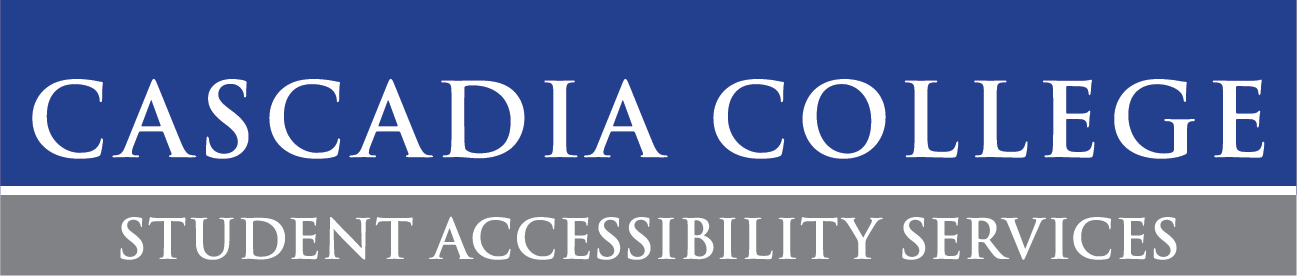 CASCADIA COLLEGE
STUDENT ACCESSIBILITY SERVICES